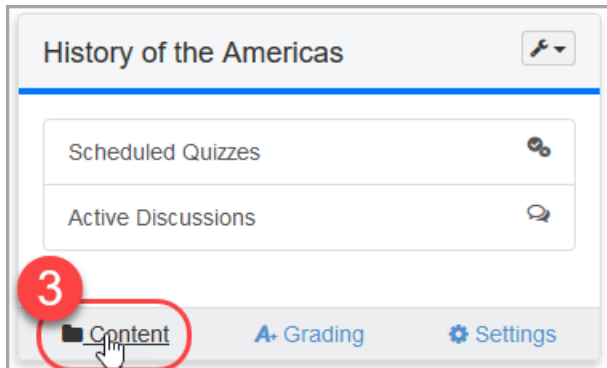 History of the Americas
Scheduled Quizzes
Active Discussions
3
Content A+ Grading Settings